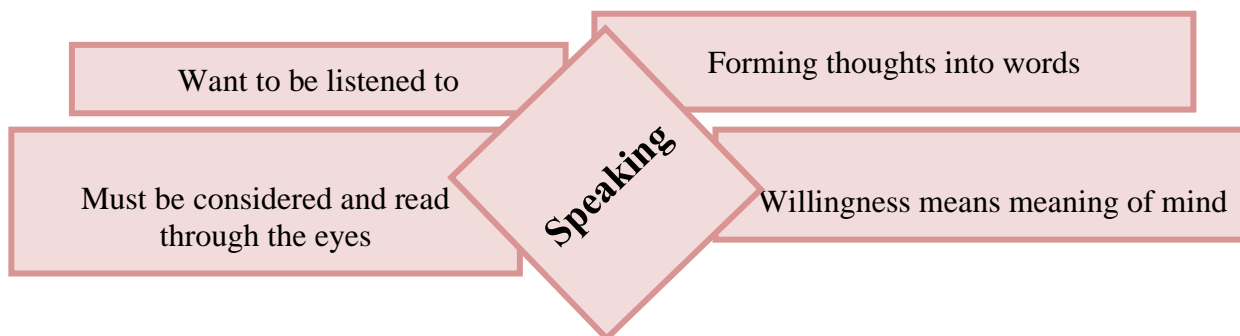 Want to be listened to
Forming thoughts into words
Speaking
Must be considered and read
through the eyes
Willingness means meaning of mind